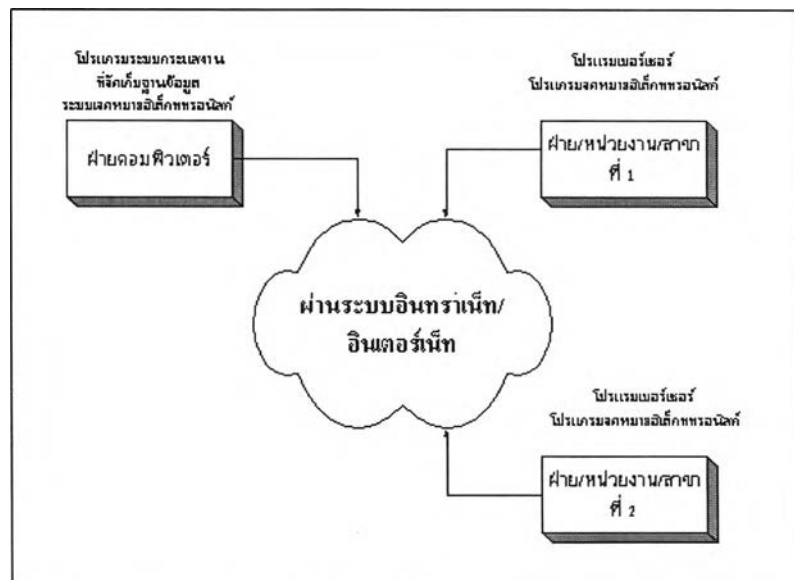 โปรแกรมระบบกระแสงาน
ที่จัดเก็บฐานข้อมูล
ระบบจดหมายอิเล็กทรอนิกส์
ฝ่ายคอมพิวเตอร์
โปรแรมเบอร์เซอร์
โปรแกรมจดหมายอิเล็กทรอนิกส์
ฝ่าย/หน่วยงาน/สาขา
ที่ 1
ผ่านระบบอินทราเน็ท/
อินเตอร์เน็ท
โปรแรมเบอร์เซอร์
โปรแกรมจดหมายอิเล็กทรอนิกส์
ฝ่าย/หน่วยงาน/สาขา
ที่ 2